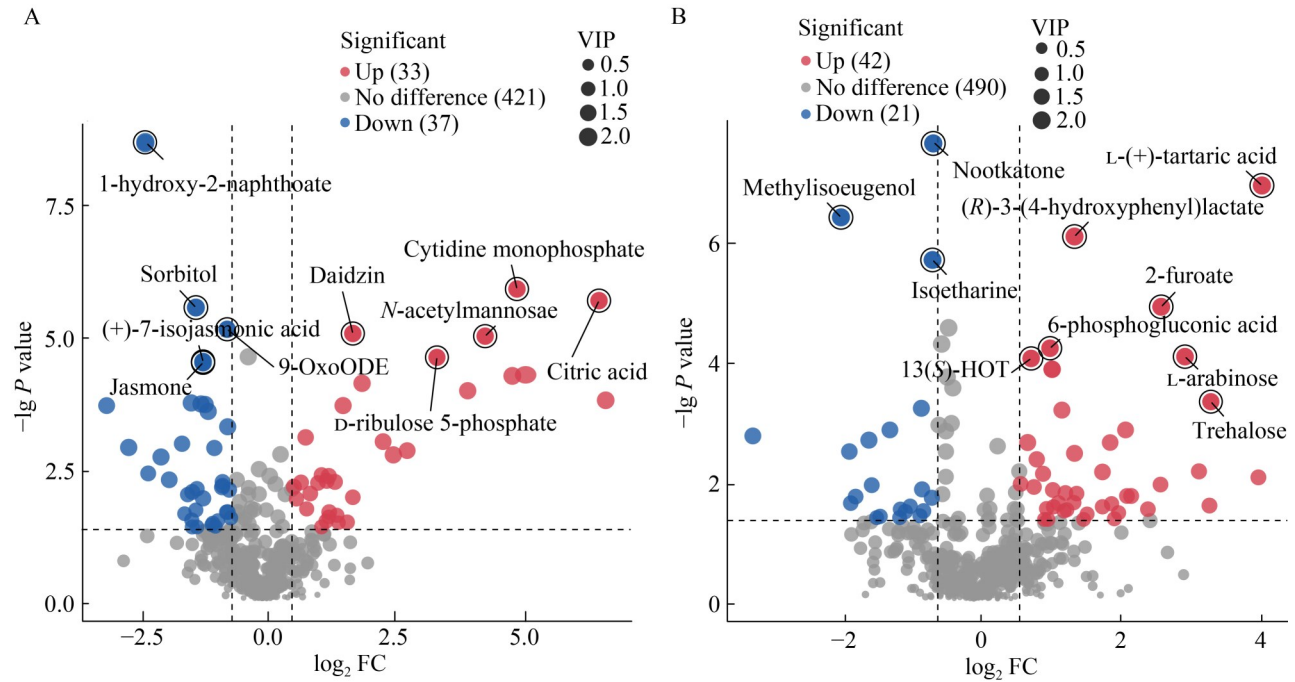 A
Significant
Up (33)
No difference (421)
Down (37)
VIP
0.5
1.0
1.5
2.0
1-hydroxy-2-naphthoate
Sorbitol
(+)-7-isojasmonic acid
Jasmone
9-OxoODE
Daidzin
Cytidine monophosphate
N-acetylmannosae
Citric acid
D-ribulose 5-phosphate
−lg P value
7.5
5.0
2.5
0.0
−2.5
0.0
2.5
5.0
log₂ FC
B
Significant
Up (42)
No difference (490)
Down (21)
VIP
0.5
1.0
1.5
2.0
Nootkatone
L-(+)-tartaric acid
Methylisoeugenol
(R)-3-(4-hydroxyphenyl)lactate
Isoetharine
2-furoate
6-phosphogluconic acid
13(S)-HOT
L-arabinose
Trehalose
−lg P value
6
4
2
0
−2
0
2
4
log₂ FC